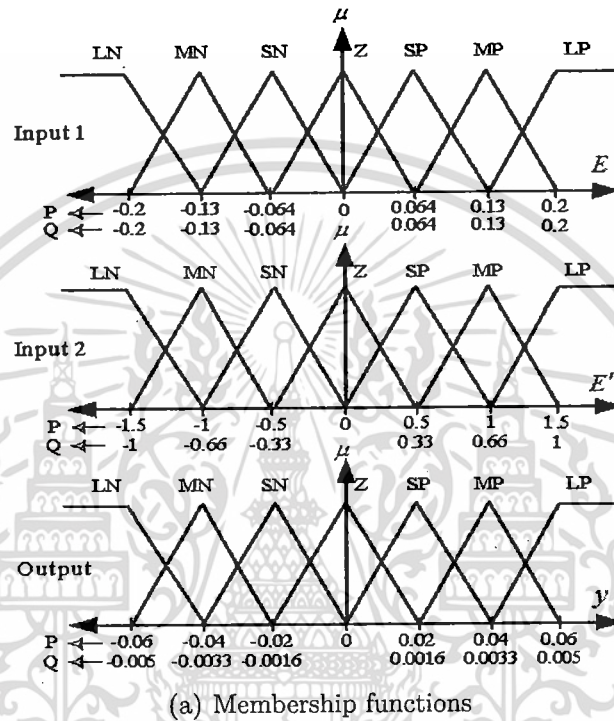 μ
LN MN SN Z SP MP LP
Input 1
E
P -0.2 -0.13 -0.064 0 0.064 0.13 0.2
Q -0.2 -0.13 -0.064 0.064 0.13 0.2
μ
LN MN SN Z SP MP LP
Input 2
E'
P -1.5 -1 -0.5 0 0.5 1 1.5
Q -1 -0.66 -0.33 0.33 0.66 1
μ
LN MN SN Z SP MP LP
Output
y
P -0.06 -0.04 -0.02 0 0.02 0.04 0.06
Q -0.005 -0.0033 -0.0016 0.0016 0.0033 0.005
(a) Membership functions